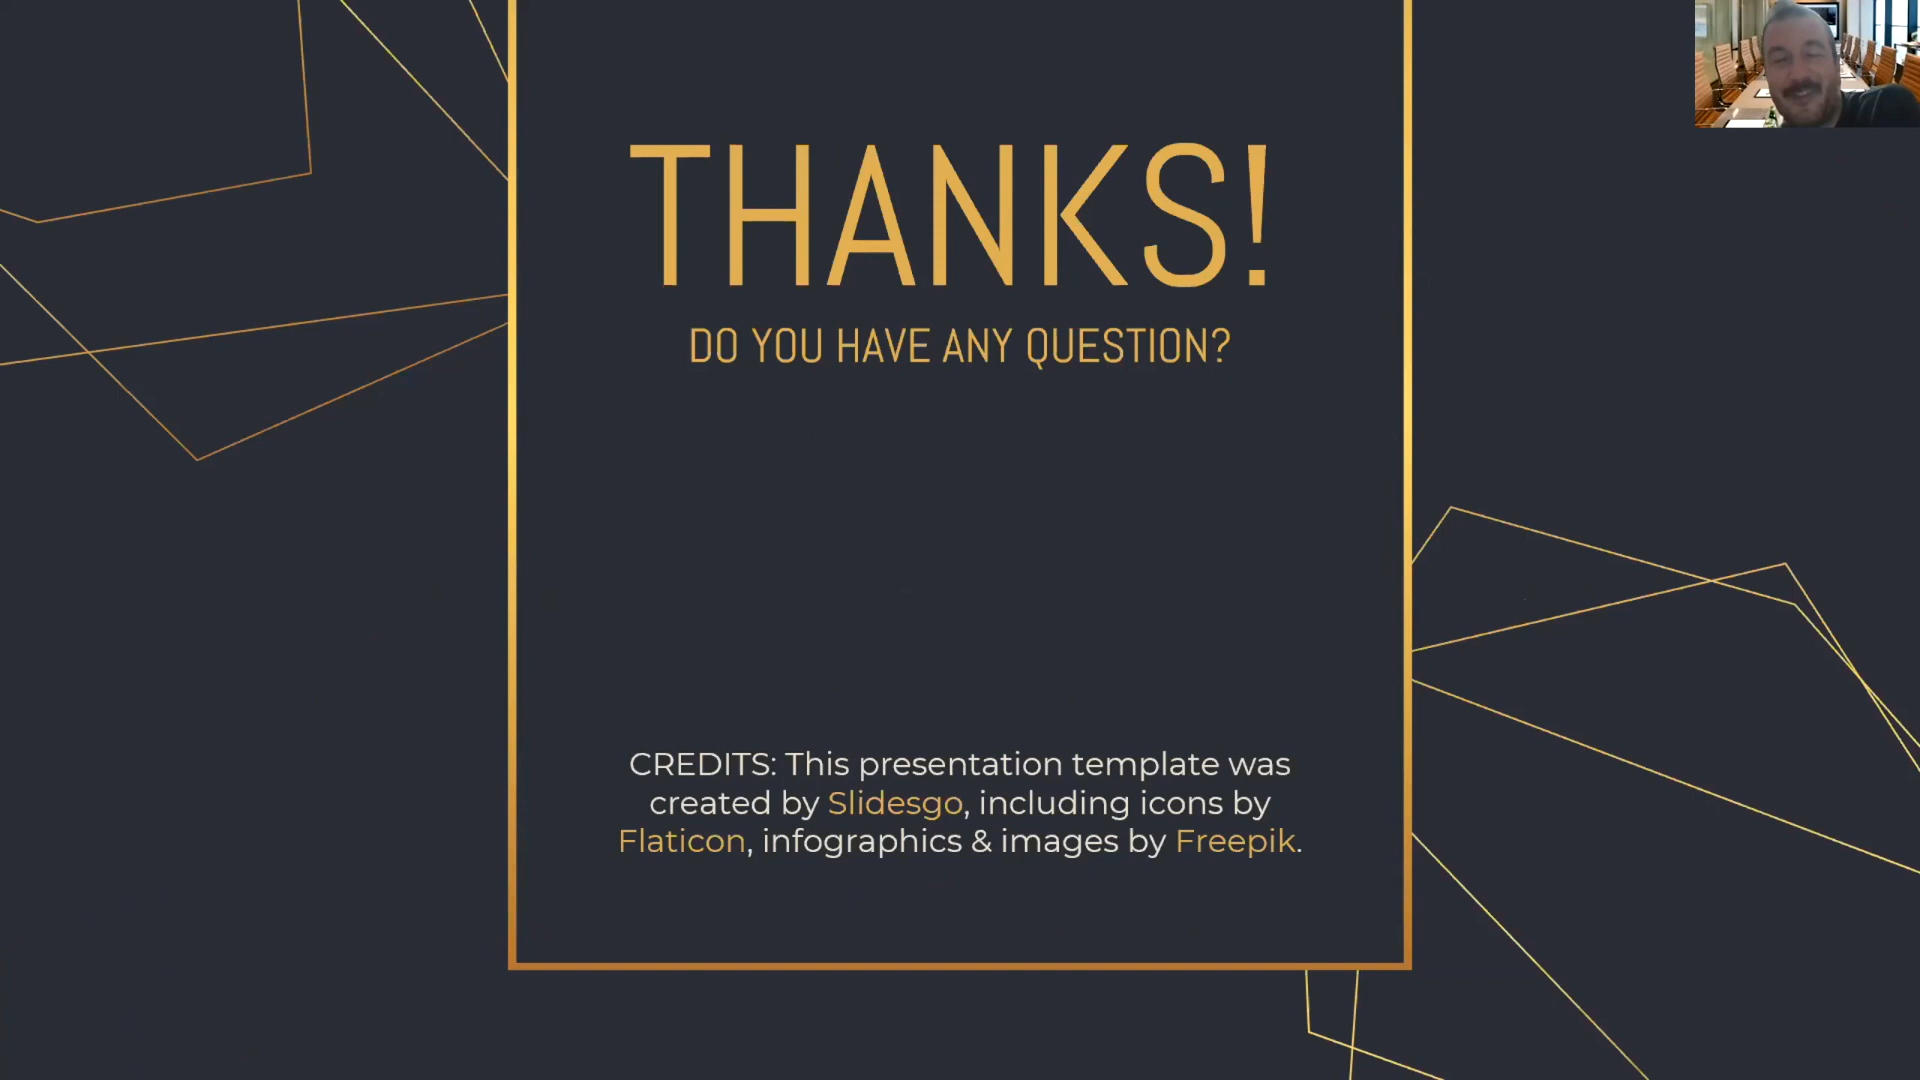 THANKS!
DO YOU HAVE ANY QUESTION?
CREDITS: This presentation template was
created by Slidesgo, including icons by
Flaticon, infographics & images by Freepik.